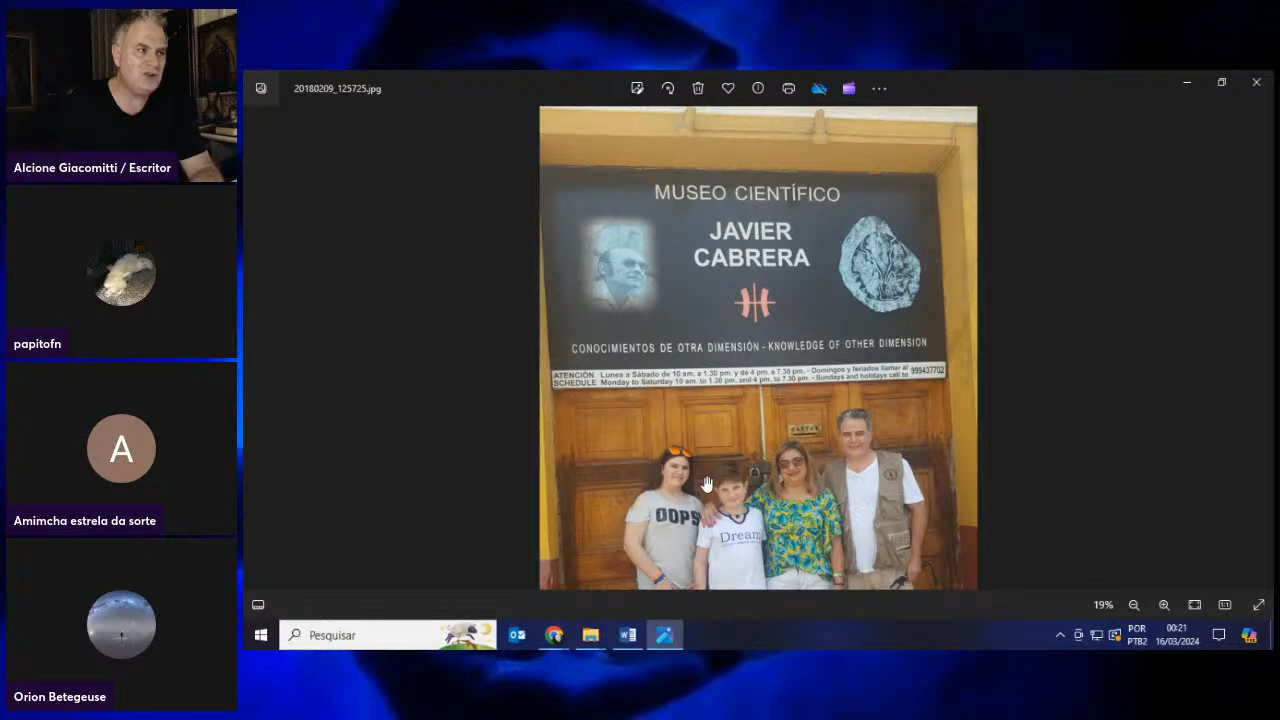 Alcione Giacomitti / Escritor
papitofn
A
Amimcha estrela da sorte
Orion Betegeuse
20180209_125725.jpg
MUSEO CIENTÍFICO
JAVIER
CABRERA
CONOCIMIENTOS DE OTRA DIMENSIÓN - KNOWLEDGE OF OTHER DIMENSION
ATENCIÓN Lunes a Sábado de 10 am. a 1.30 pm. y de 4 pm. a 7.30 pm. - Domingos y feriados llamar al
SCHEDULE Monday to Saturday 10 am. to 1.30 pm. and 4 pm. to 7.30 pm. - Sundays and holidays call to
995437702
CARTAS
OOPS
Dream
19%
Pesquisar
POR
PTB2
00:21
16/03/2024